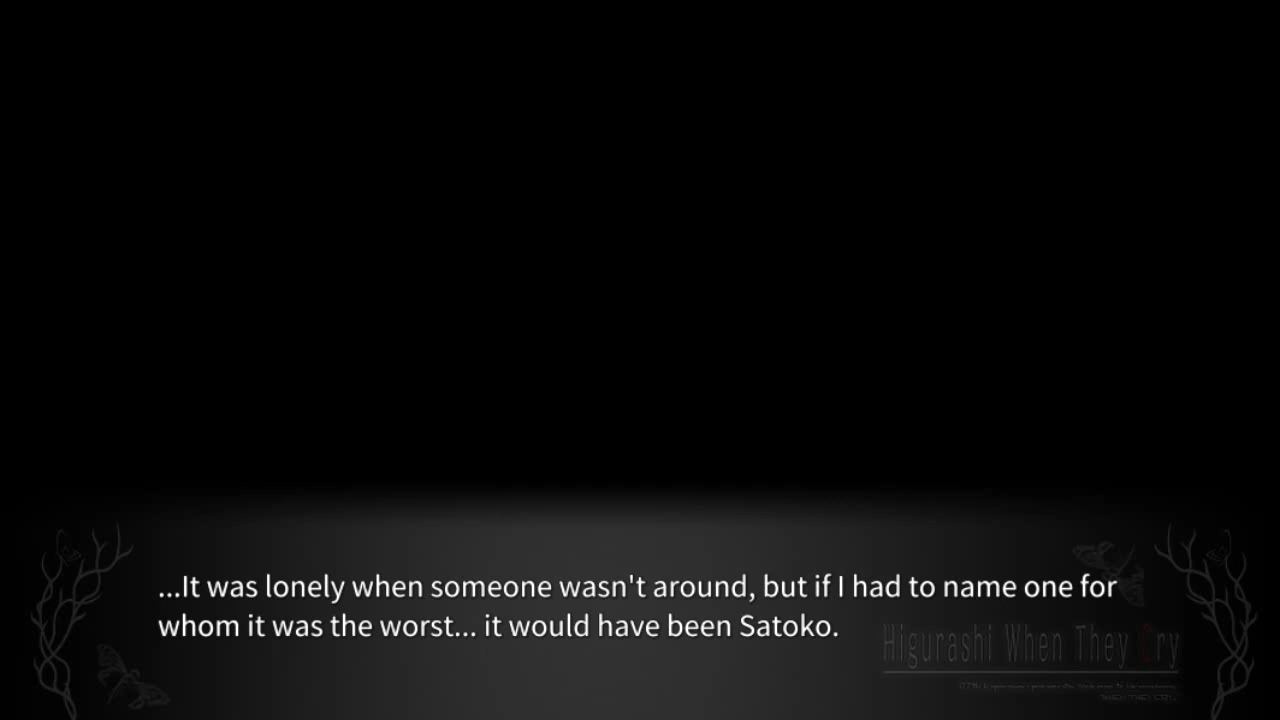 ...It was lonely when someone wasn't around, but if I had to name one for
whom it was the worst... it would have been Satoko.
Higurashi When They Cry